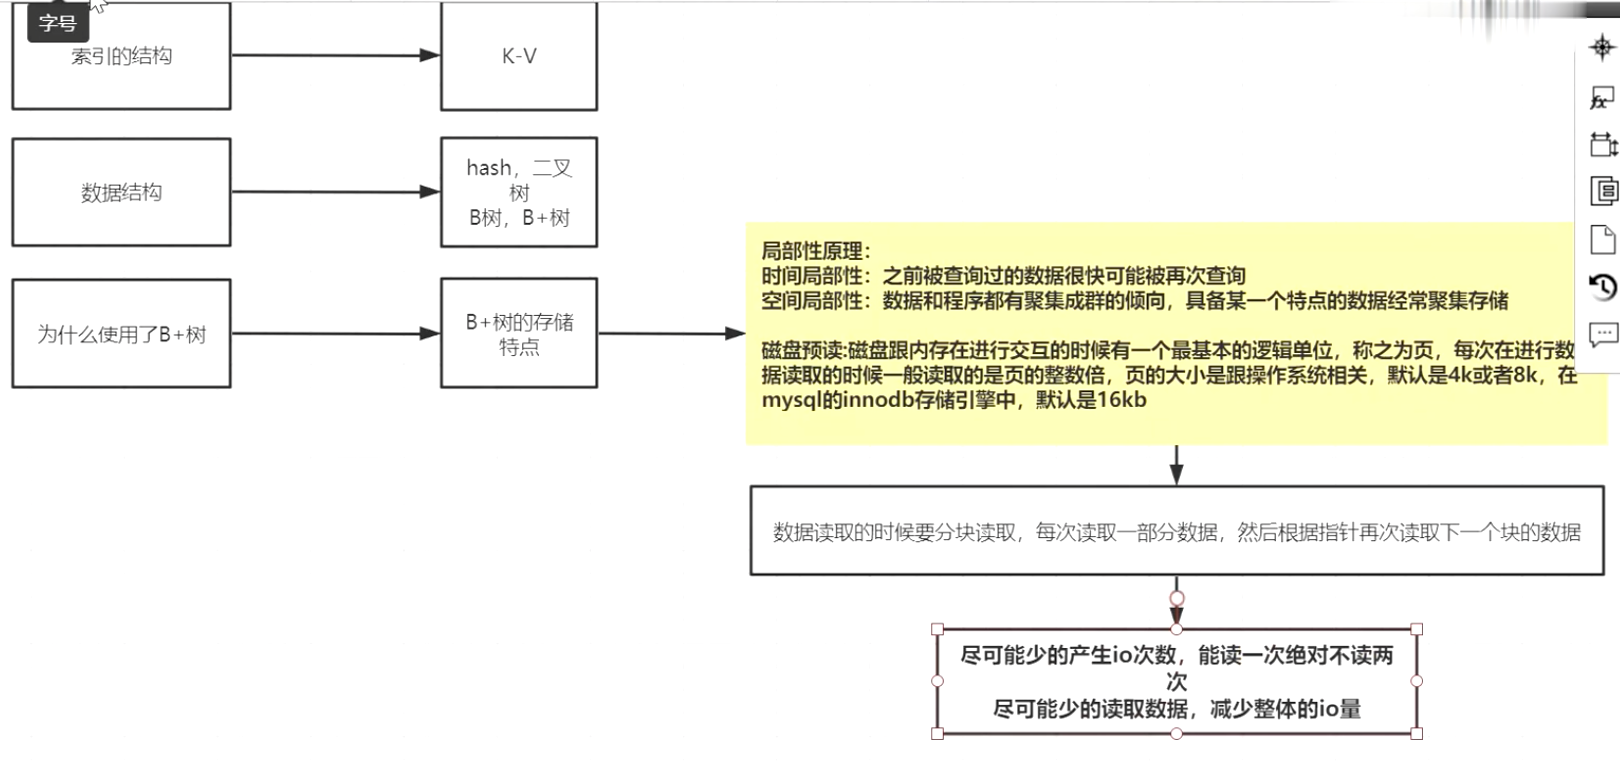 字号
索引的结构
K-V
数据结构
hash，二叉
树
B树，B+树
为什么使用了B+树
B+树的存储
特点
局部性原理：
时间局部性：之前被查询过的数据很快可能被再次查询
空间局部性：数据和程序都有聚集成群的倾向，具备某一个特点的数据经常聚集存储
磁盘预读:磁盘跟内存在进行交互的时候有一个最基本的逻辑单位，称之为页，每次在进行数
据读取的时候一般读取的是页的整数倍，页的大小是跟操作系统相关，默认是4k或者8k，在
mysql的innodb存储引擎中，默认是16kb
数据读取的时候要分块读取，每次读取一部分数据，然后根据指针再次读取下一个块的数据
尽可能少的产生io次数，能读一次绝对不读两
次
尽可能少的读取数据，减少整体的io量